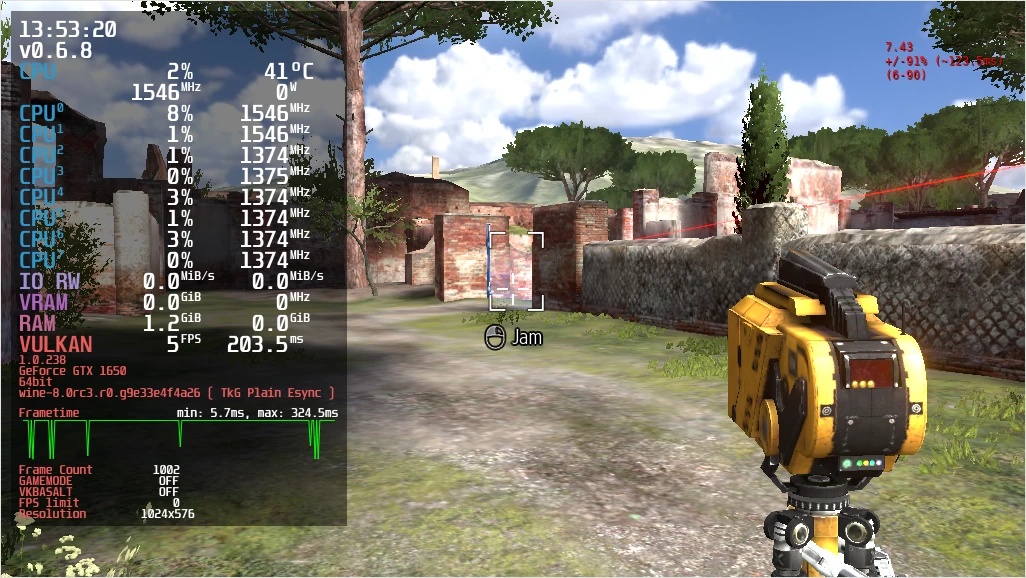 13:53:20
v0.6.8
CPU 2% 41°C
1546MHz 0W
CPU0 8% 1546MHz
CPU1 1% 1546MHz
CPU2 1% 1374MHz
CPU3 0% 1375MHz
CPU4 3% 1374MHz
CPU5 1% 1374MHz
CPU6 3% 1374MHz
CPU7 0% 1374MHz
IO RW 0.0MiB/s 0.0MiB/s
VRAM 0.0GiB 0MHz
RAM 1.2GiB 0.0GiB
VULKAN 5FPS 203.5ms
1.0.238
GeForce GTX 1650
64bit
wine-8.0rc3.r0.g9e33e4f4a26 ( TkG Plain Esync )
Frametime min: 5.7ms, max: 324.5ms
Frame Count 1002
GAMEMODE OFF
VKBASALT OFF
FPS limit 0
Resolution 1024x576
7.43
+/-91% (~123.5ms)
(6-90)
Jam